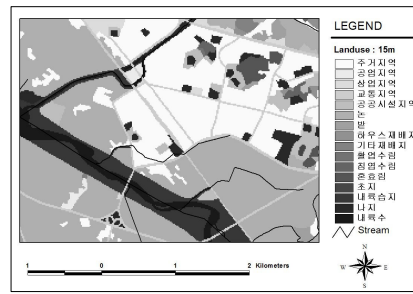 LEGEND
Landuse : 15m
주거지역
공업지역
상업지역
교통지역
공공시설지역
논
밭
하우스재배지
기타재배지
활엽수림
침엽수림
혼효림
초지
내륙습지
나지
내륙수
Stream
1 0 1 2 Kilometers
N
W E
S